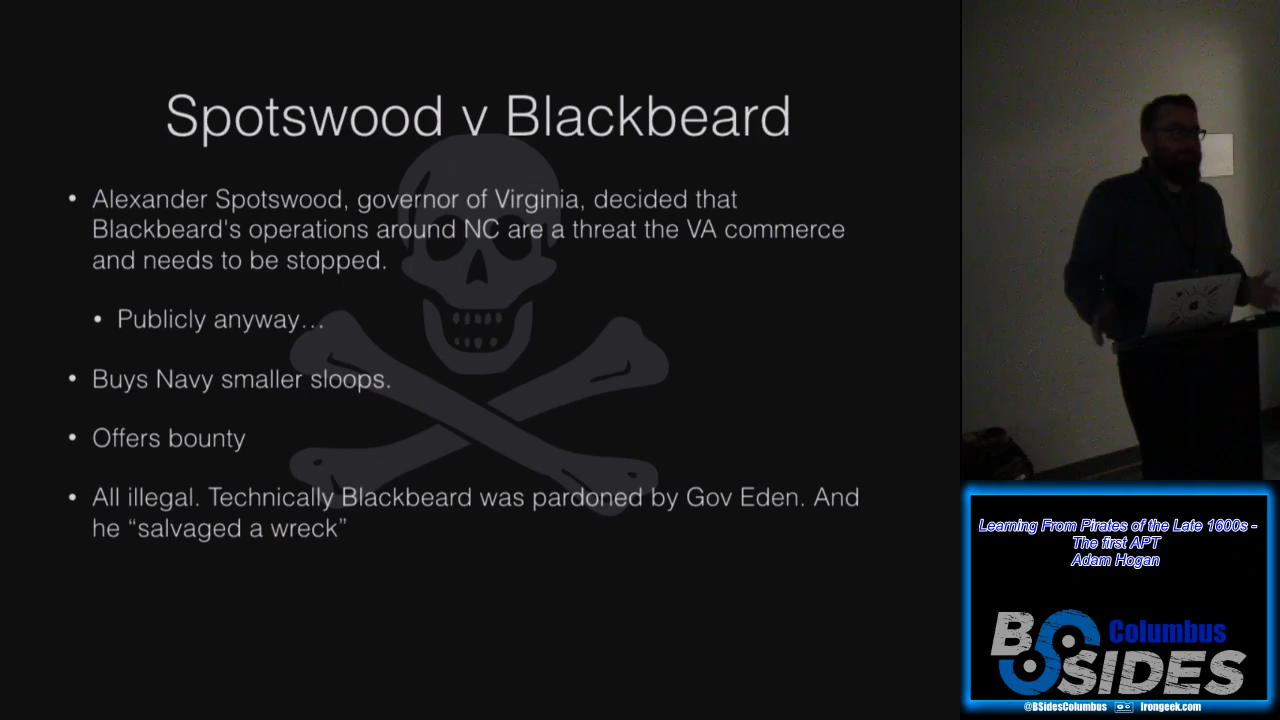 Spotswood v Blackbeard
• Alexander Spotswood, governor of Virginia, decided that
Blackbeard's operations around NC are a threat the VA commerce
and needs to be stopped.
• Publicly anyway…
• Buys Navy smaller sloops.
• Offers bounty
• All illegal. Technically Blackbeard was pardoned by Gov Eden. And
he “salvaged a wreck”
Learning From Pirates of the Late 1600s -
The first APT
Adam Hogan
BSIDES
Columbus
@BSidesColumbus Irongeek.com